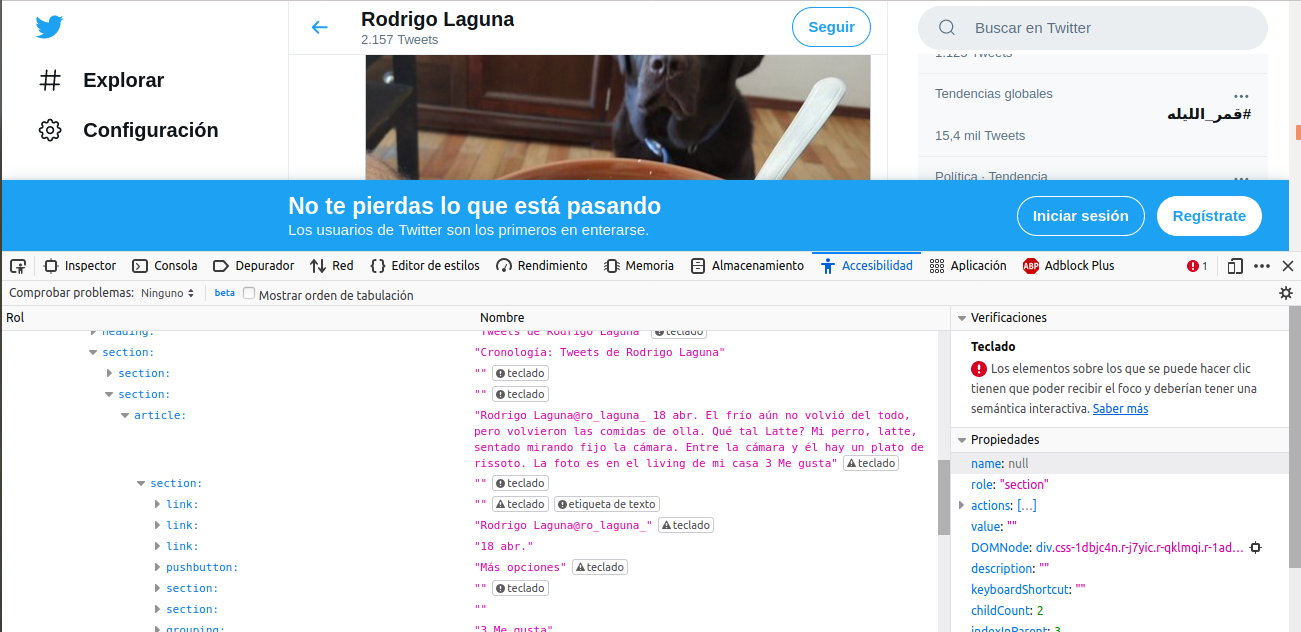 Rodrigo Laguna
2.157 Tweets
Seguir
Buscar en Twitter
Explorar
Configuración
1.123 Tweets
Tendencias globales
#قمر_الليله
15,4 mil Tweets
Política · Tendencia
No te pierdas lo que está pasando
Los usuarios de Twitter son los primeros en enterarse.
Iniciar sesión
Regístrate
Inspector Consola Depurador Red Editor de estilos Rendimiento Memoria Almacenamiento Accesibilidad Aplicación ABP Adblock Plus 1
Comprobar problemas: Ninguno beta Mostrar orden de tabulación
Rol Nombre
heading: "Tweets de Rodrigo Laguna" teclado
section: "Cronología: Tweets de Rodrigo Laguna"
section: "" teclado
section: "" teclado
article: "Rodrigo Laguna@ro_laguna_ 18 abr. El frío aún no volvió del todo,
pero volvieron las comidas de olla. Qué tal Latte? Mi perro, latte,
sentado mirando fijo la cámara. Entre la cámara y él hay un plato de
rissoto. La foto es en el living de mi casa 3 Me gusta" teclado
section: "" teclado
link: "" teclado etiqueta de texto
link: "Rodrigo Laguna@ro_laguna_" teclado
link: "18 abr."
pushbutton: "Más opciones" teclado
section: "" teclado
section: ""
grouping: "3 Me gusta"
Verificaciones
Teclado
Los elementos sobre los que se puede hacer clic
tienen que poder recibir el foco y deberían tener una
semántica interactiva. Saber más
Propiedades
name: null
role: "section"
actions: […]
value: ""
DOMNode: div.css-1dbjc4n.r-j7yic.r-qklmqi.r-1ad…
description: ""
keyboardShortcut: ""
childCount: 2
indexInParent: 3